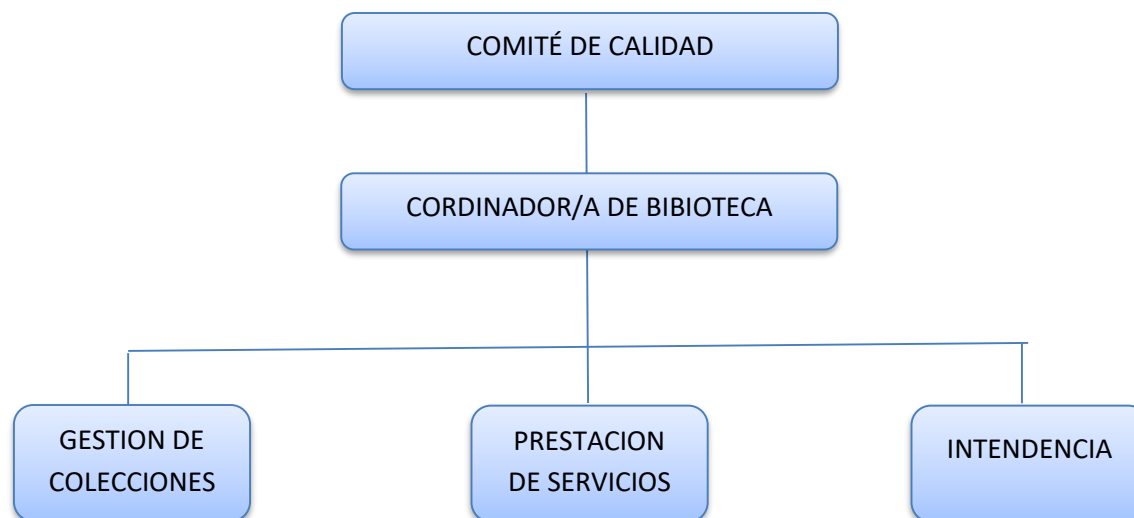 COMITÉ DE CALIDAD
CORDINADOR/A DE BIBIOTECA
GESTION DE
COLECCIONES
PRESTACION
DE SERVICIOS
INTENDENCIA